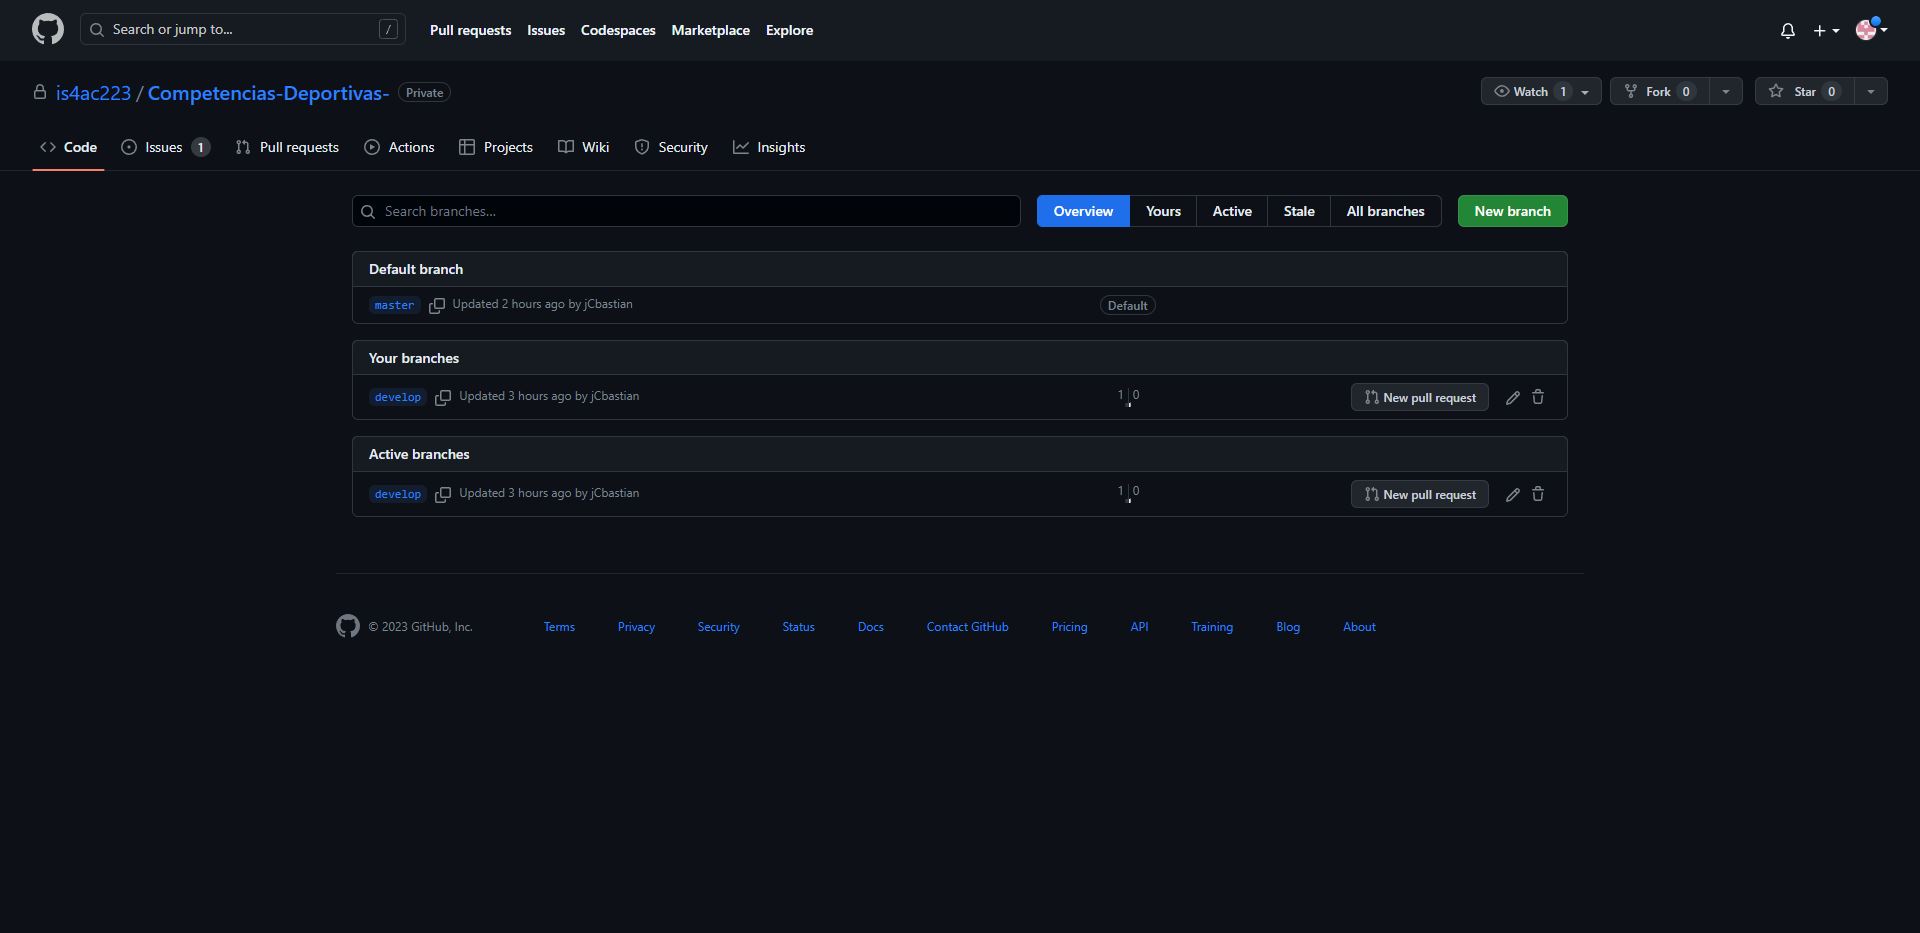 Search or jump to... / Pull requests Issues Codespaces Marketplace Explore
is4ac223 / Competencias-Deportivas- Private Watch 1 Fork 0 Star 0
Code Issues 1 Pull requests Actions Projects Wiki Security Insights
Search branches... Overview Yours Active Stale All branches New branch
Default branch
master Updated 2 hours ago by jCbastian Default
Your branches
develop Updated 3 hours ago by jCbastian 1 0 New pull request
Active branches
develop Updated 3 hours ago by jCbastian 1 0 New pull request
© 2023 GitHub, Inc. Terms Privacy Security Status Docs Contact GitHub Pricing API Training Blog About